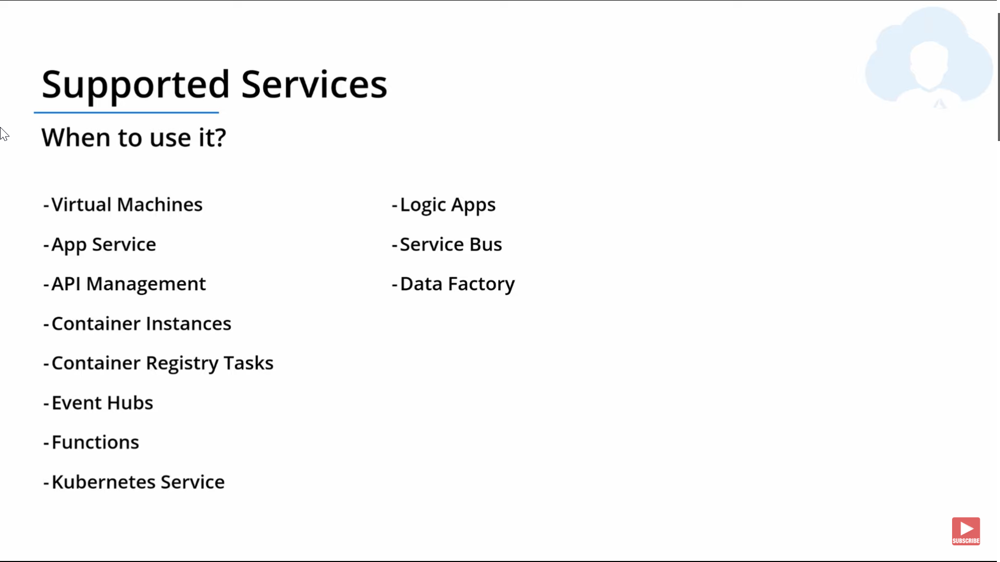 Supported Services
When to use it?
-Virtual Machines
-App Service
-API Management
-Container Instances
-Container Registry Tasks
-Event Hubs
-Functions
-Kubernetes Service
-Logic Apps
-Service Bus
-Data Factory
SUBSCRIBE